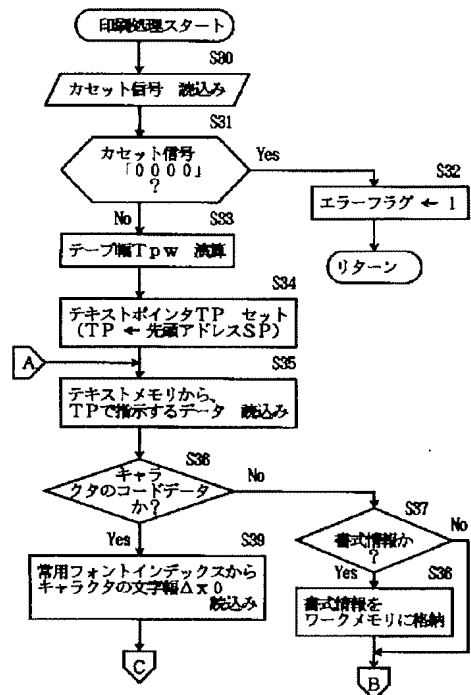 印刷処理スタート
S30
カセット信号 読込み
S31
カセット信号
「0000」
?
Yes
S32
エラーフラグ ← 1
リターン
No
S33
テープ幅Tpw 演算
S34
テキストポインタTP セット
(TP ← 先頭アドレスSP)
A
S35
テキストメモリから、
TPで指示するデータ 読込み
S36
キャラ
クタのコードデータ
か?
No
S37
書式情報か
?
No
Yes
S39
常用フォントインデックスから
キャラクタの文字幅Δx0
読込み
Yes
S36
書式情報を
ワークメモリに格納
C
B